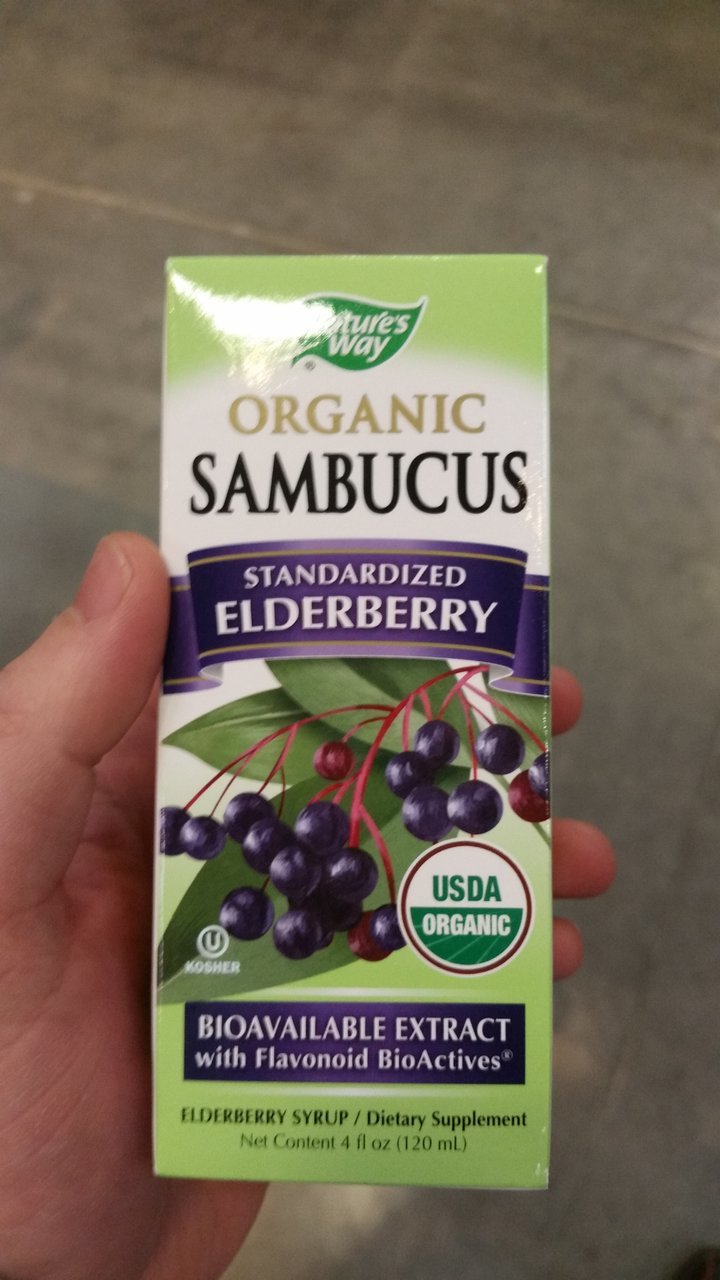 Nature's
Way
®
ORGANIC
SAMBUCUS
STANDARDIZED
ELDERBERRY
USDA
ORGANIC
U
KOSHER
BIOAVAILABLE EXTRACT
with Flavonoid BioActives®
ELDERBERRY SYRUP / Dietary Supplement
Net Content 4 fl oz (120 mL)